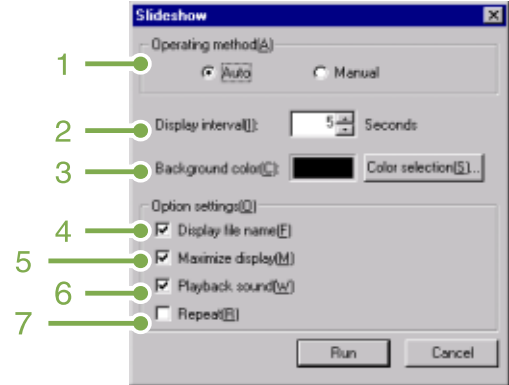 Slideshow
Operating method(A)
1
Auto Manual
2 Display interval(I): 5 Seconds
3 Background color(C): Color selection(S)...
Option settings(O)
4 Display file name(F)
5 Maximize display(M)
6 Playback sound(W)
7 Repeat(R)
Run Cancel